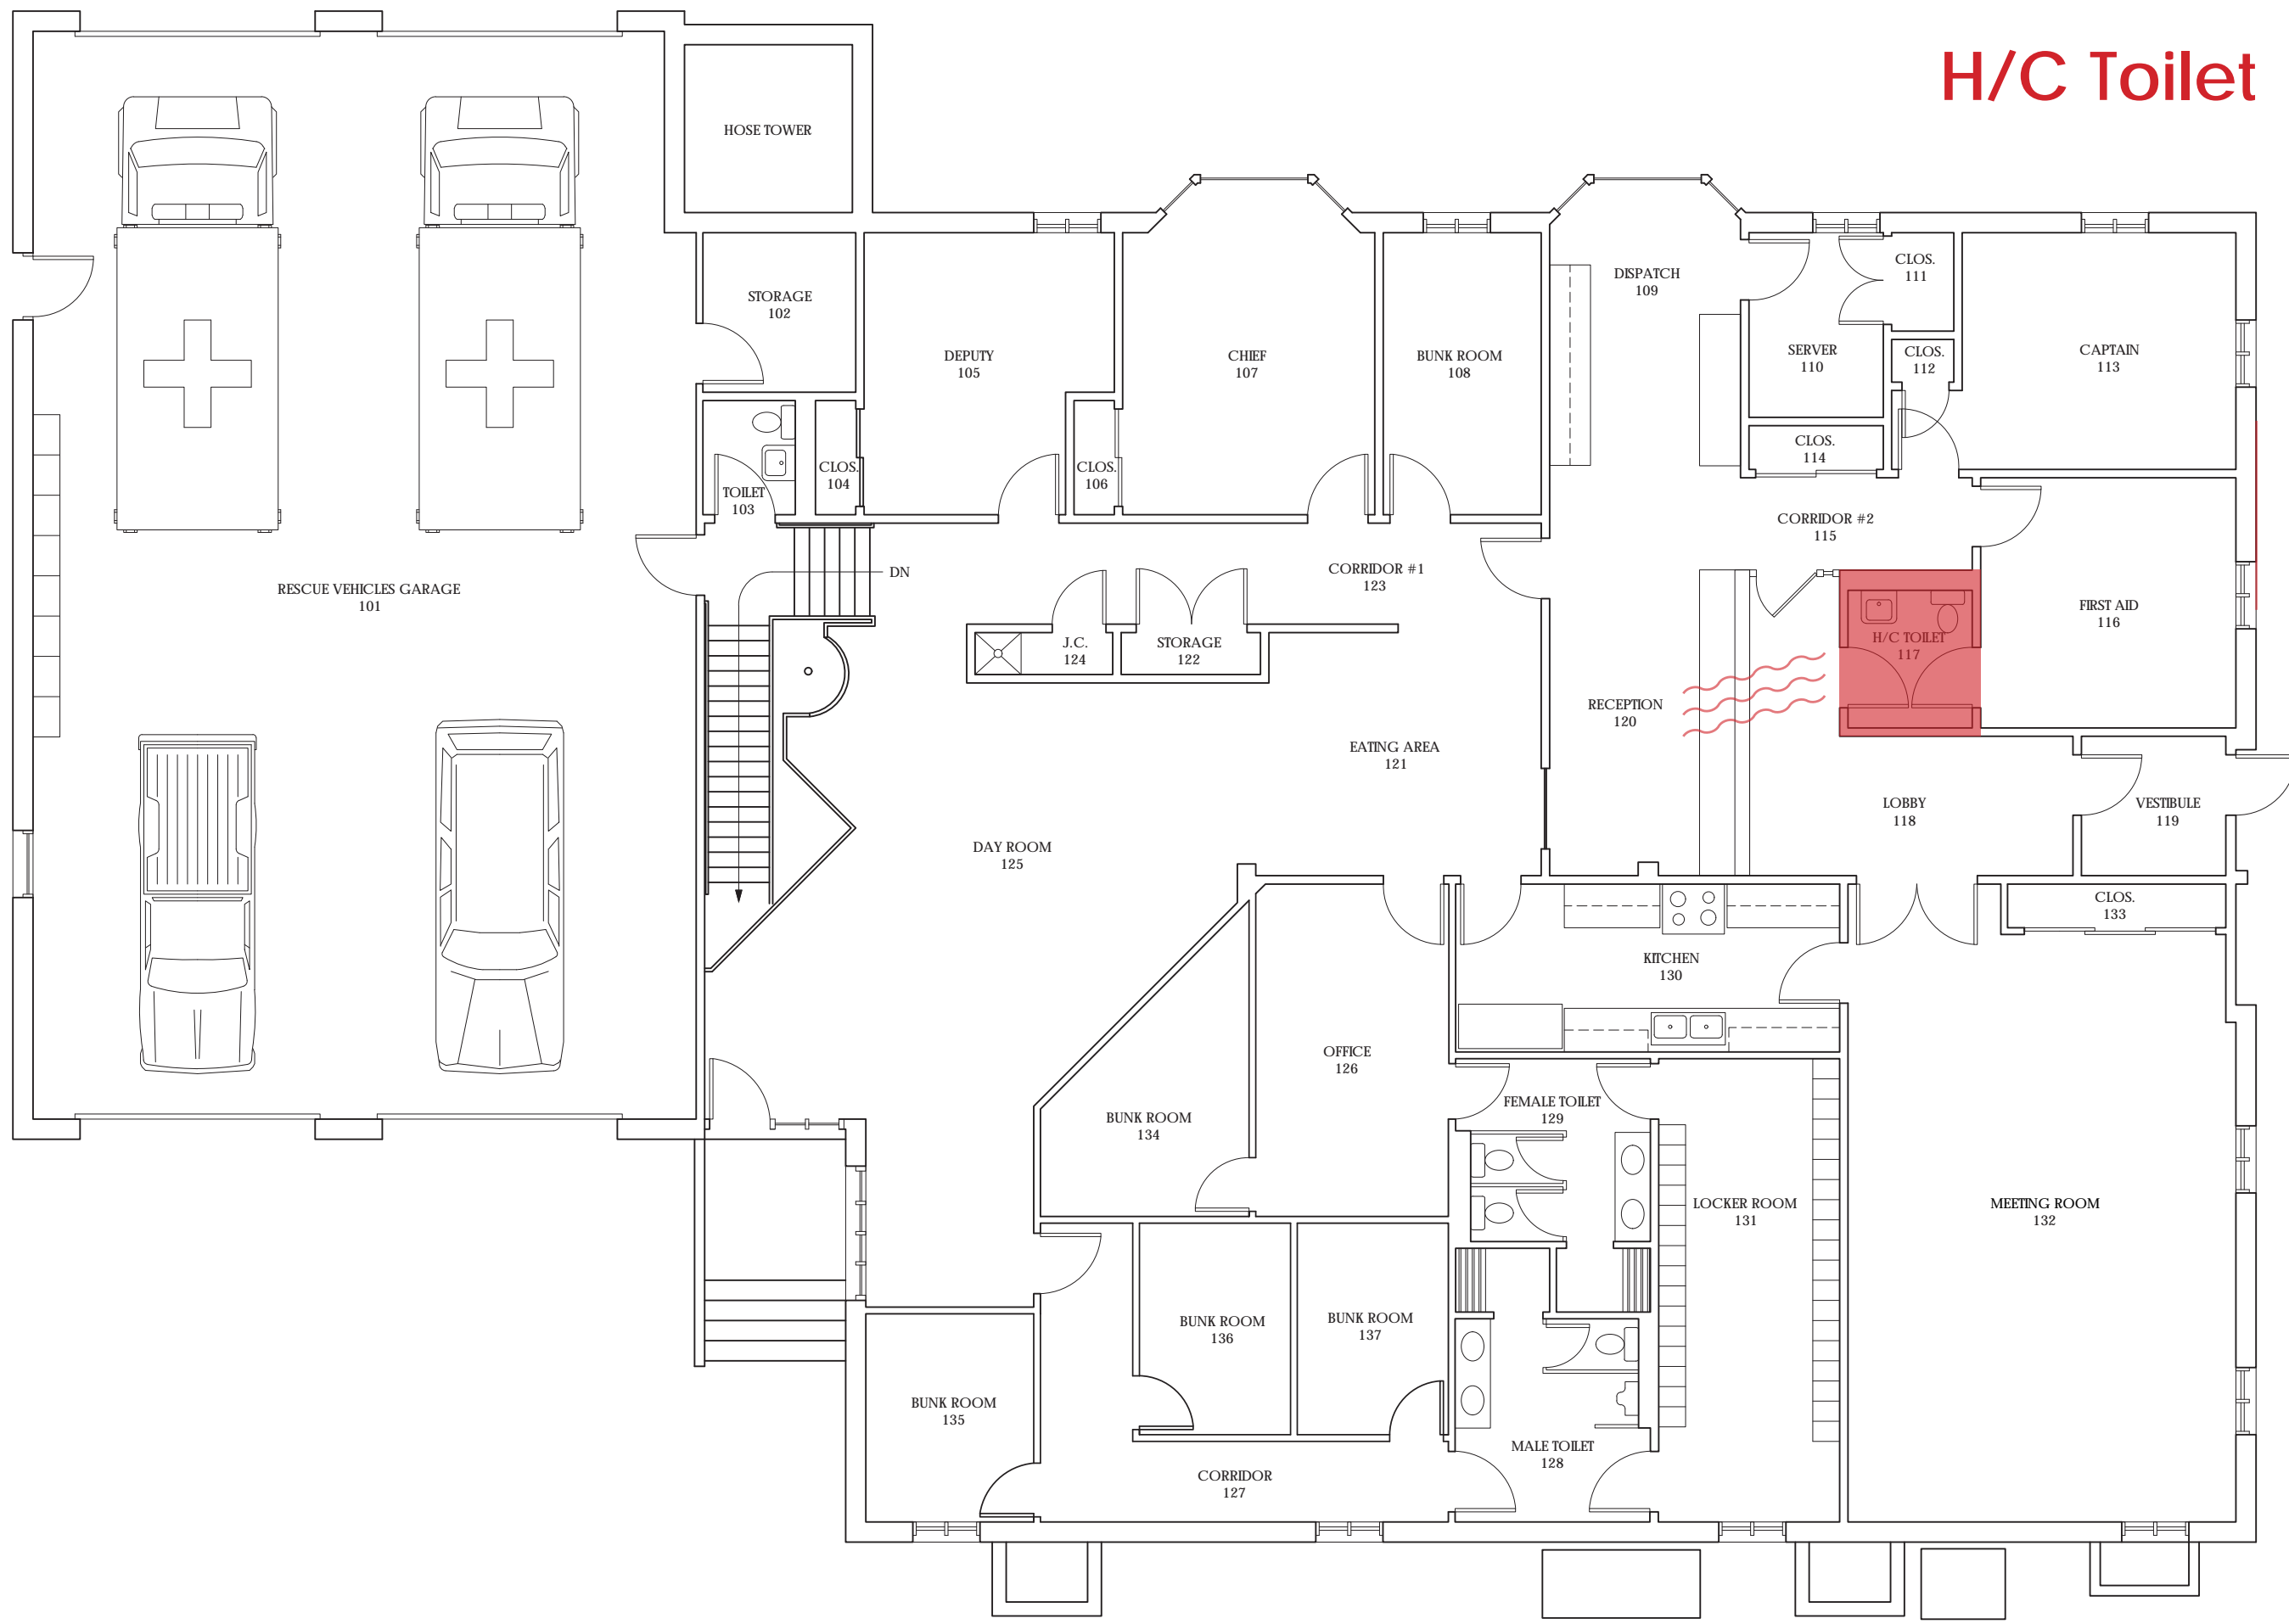 H/C Toilet
HOSE TOWER
STORAGE
102
DEPUTY
105
CHIEF
107
BUNK ROOM
108
DISPATCH
109
SERVER
110
CLOS.
111
CLOS.
112
CAPTAIN
113
CLOS.
114
TOILET
103
CLOS.
104
CLOS.
106
CORRIDOR #2
115
RESCUE VEHICLES GARAGE
101
DN
CORRIDOR #1
123
J.C.
124
STORAGE
122
H/C TOILET
117
FIRST AID
116
RECEPTION
120
EATING AREA
121
LOBBY
118
VESTIBULE
119
DAY ROOM
125
CLOS.
133
KITCHEN
130
OFFICE
126
BUNK ROOM
134
FEMALE TOILET
129
LOCKER ROOM
131
MEETING ROOM
132
BUNK ROOM
136
BUNK ROOM
137
BUNK ROOM
135
MALE TOILET
128
CORRIDOR
127